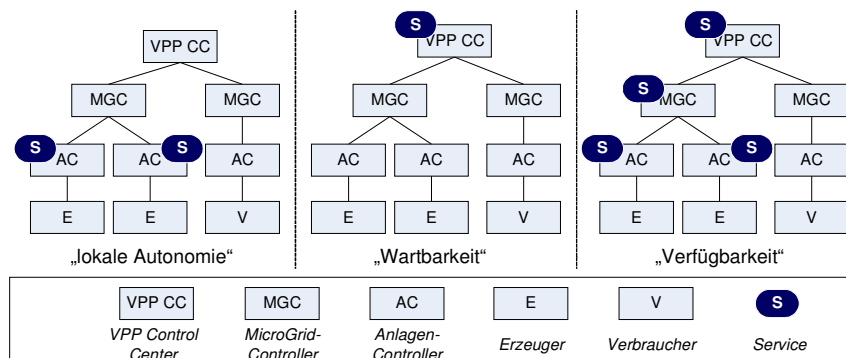 S
VPP CC
MGC
MGC
S
AC
AC
S
AC
E
E
V
„lokale Autonomie“
S
VPP CC
MGC
MGC
AC
AC
AC
E
E
V
„Wartbarkeit“
S
VPP CC
S
MGC
MGC
S
AC
AC
S
AC
E
E
V
„Verfügbarkeit“
VPP CC
MGC
AC
E
V
S
VPP Control
Center
MicroGrid-
Controller
Anlagen-
Controller
Erzeuger
Verbraucher
Service